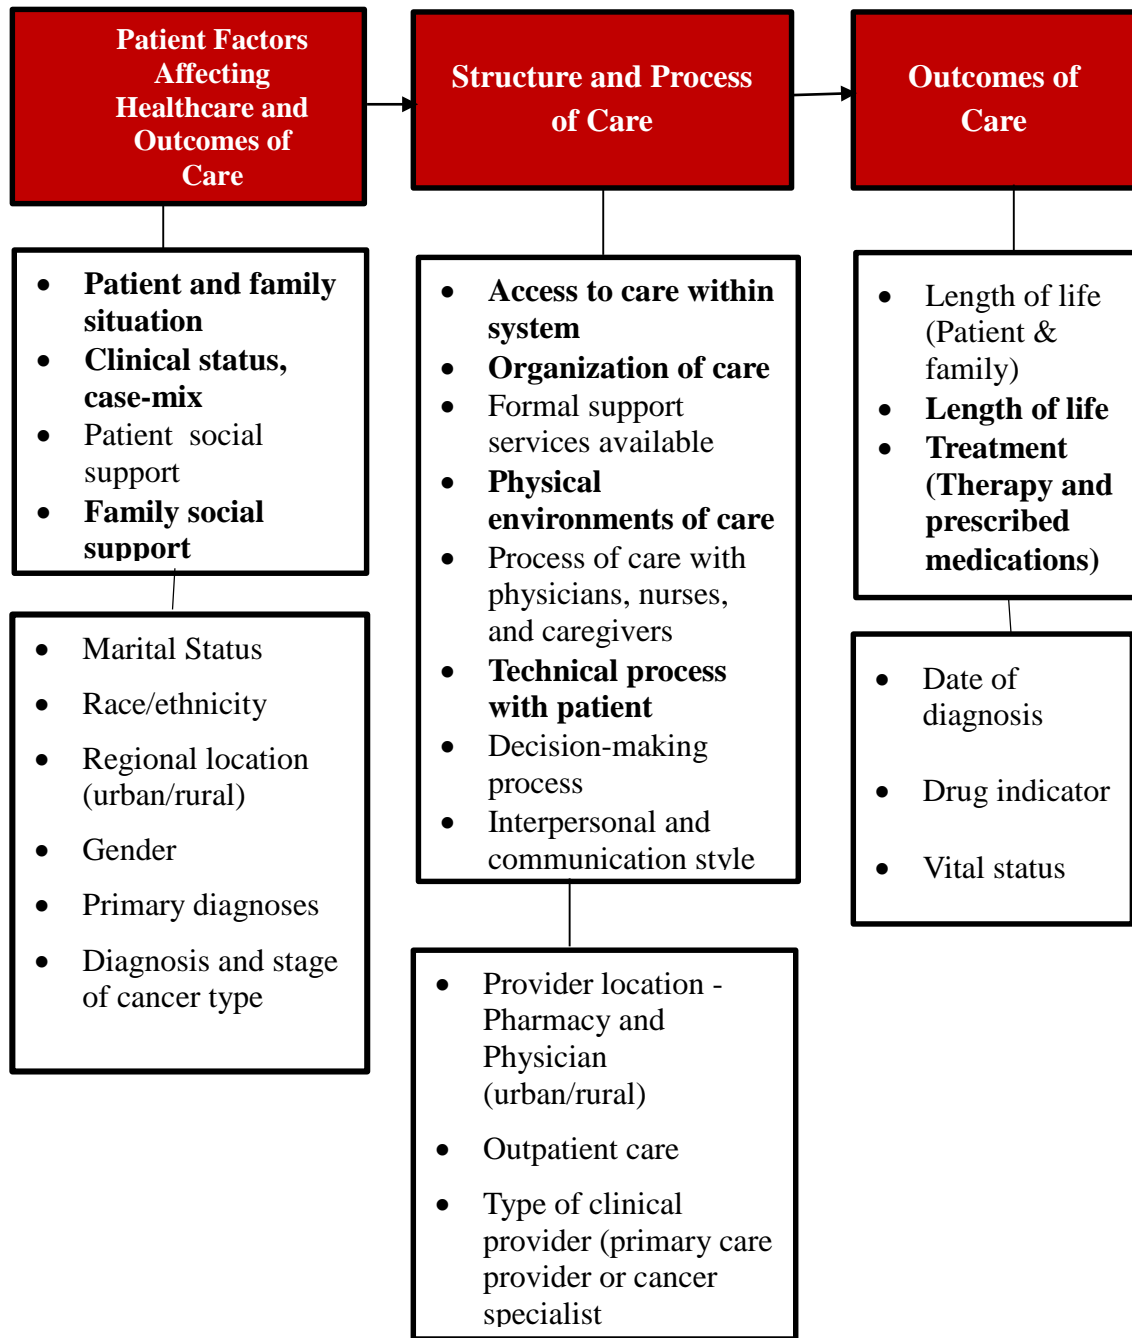 Patient Factors
Affecting
Healthcare and
Outcomes of
Care
Structure and Process
of Care
Outcomes of
Care
• Patient and family
situation
• Clinical status,
case-mix
• Patient social
support
• Family social
support
• Marital Status
• Race/ethnicity
• Regional location
(urban/rural)
• Gender
• Primary diagnoses
• Diagnosis and stage
of cancer type
• Access to care within
system
• Organization of care
• Formal support
services available
• Physical
environments of care
• Process of care with
physicians, nurses,
and caregivers
• Technical process
with patient
• Decision-making
process
• Interpersonal and
communication style
• Provider location -
Pharmacy and
Physician
(urban/rural)
• Outpatient care
• Type of clinical
provider (primary care
provider or cancer
specialist
• Length of life
(Patient &
family)
• Length of life
• Treatment
(Therapy and
prescribed
medications)
• Date of
diagnosis
• Drug indicator
• Vital status